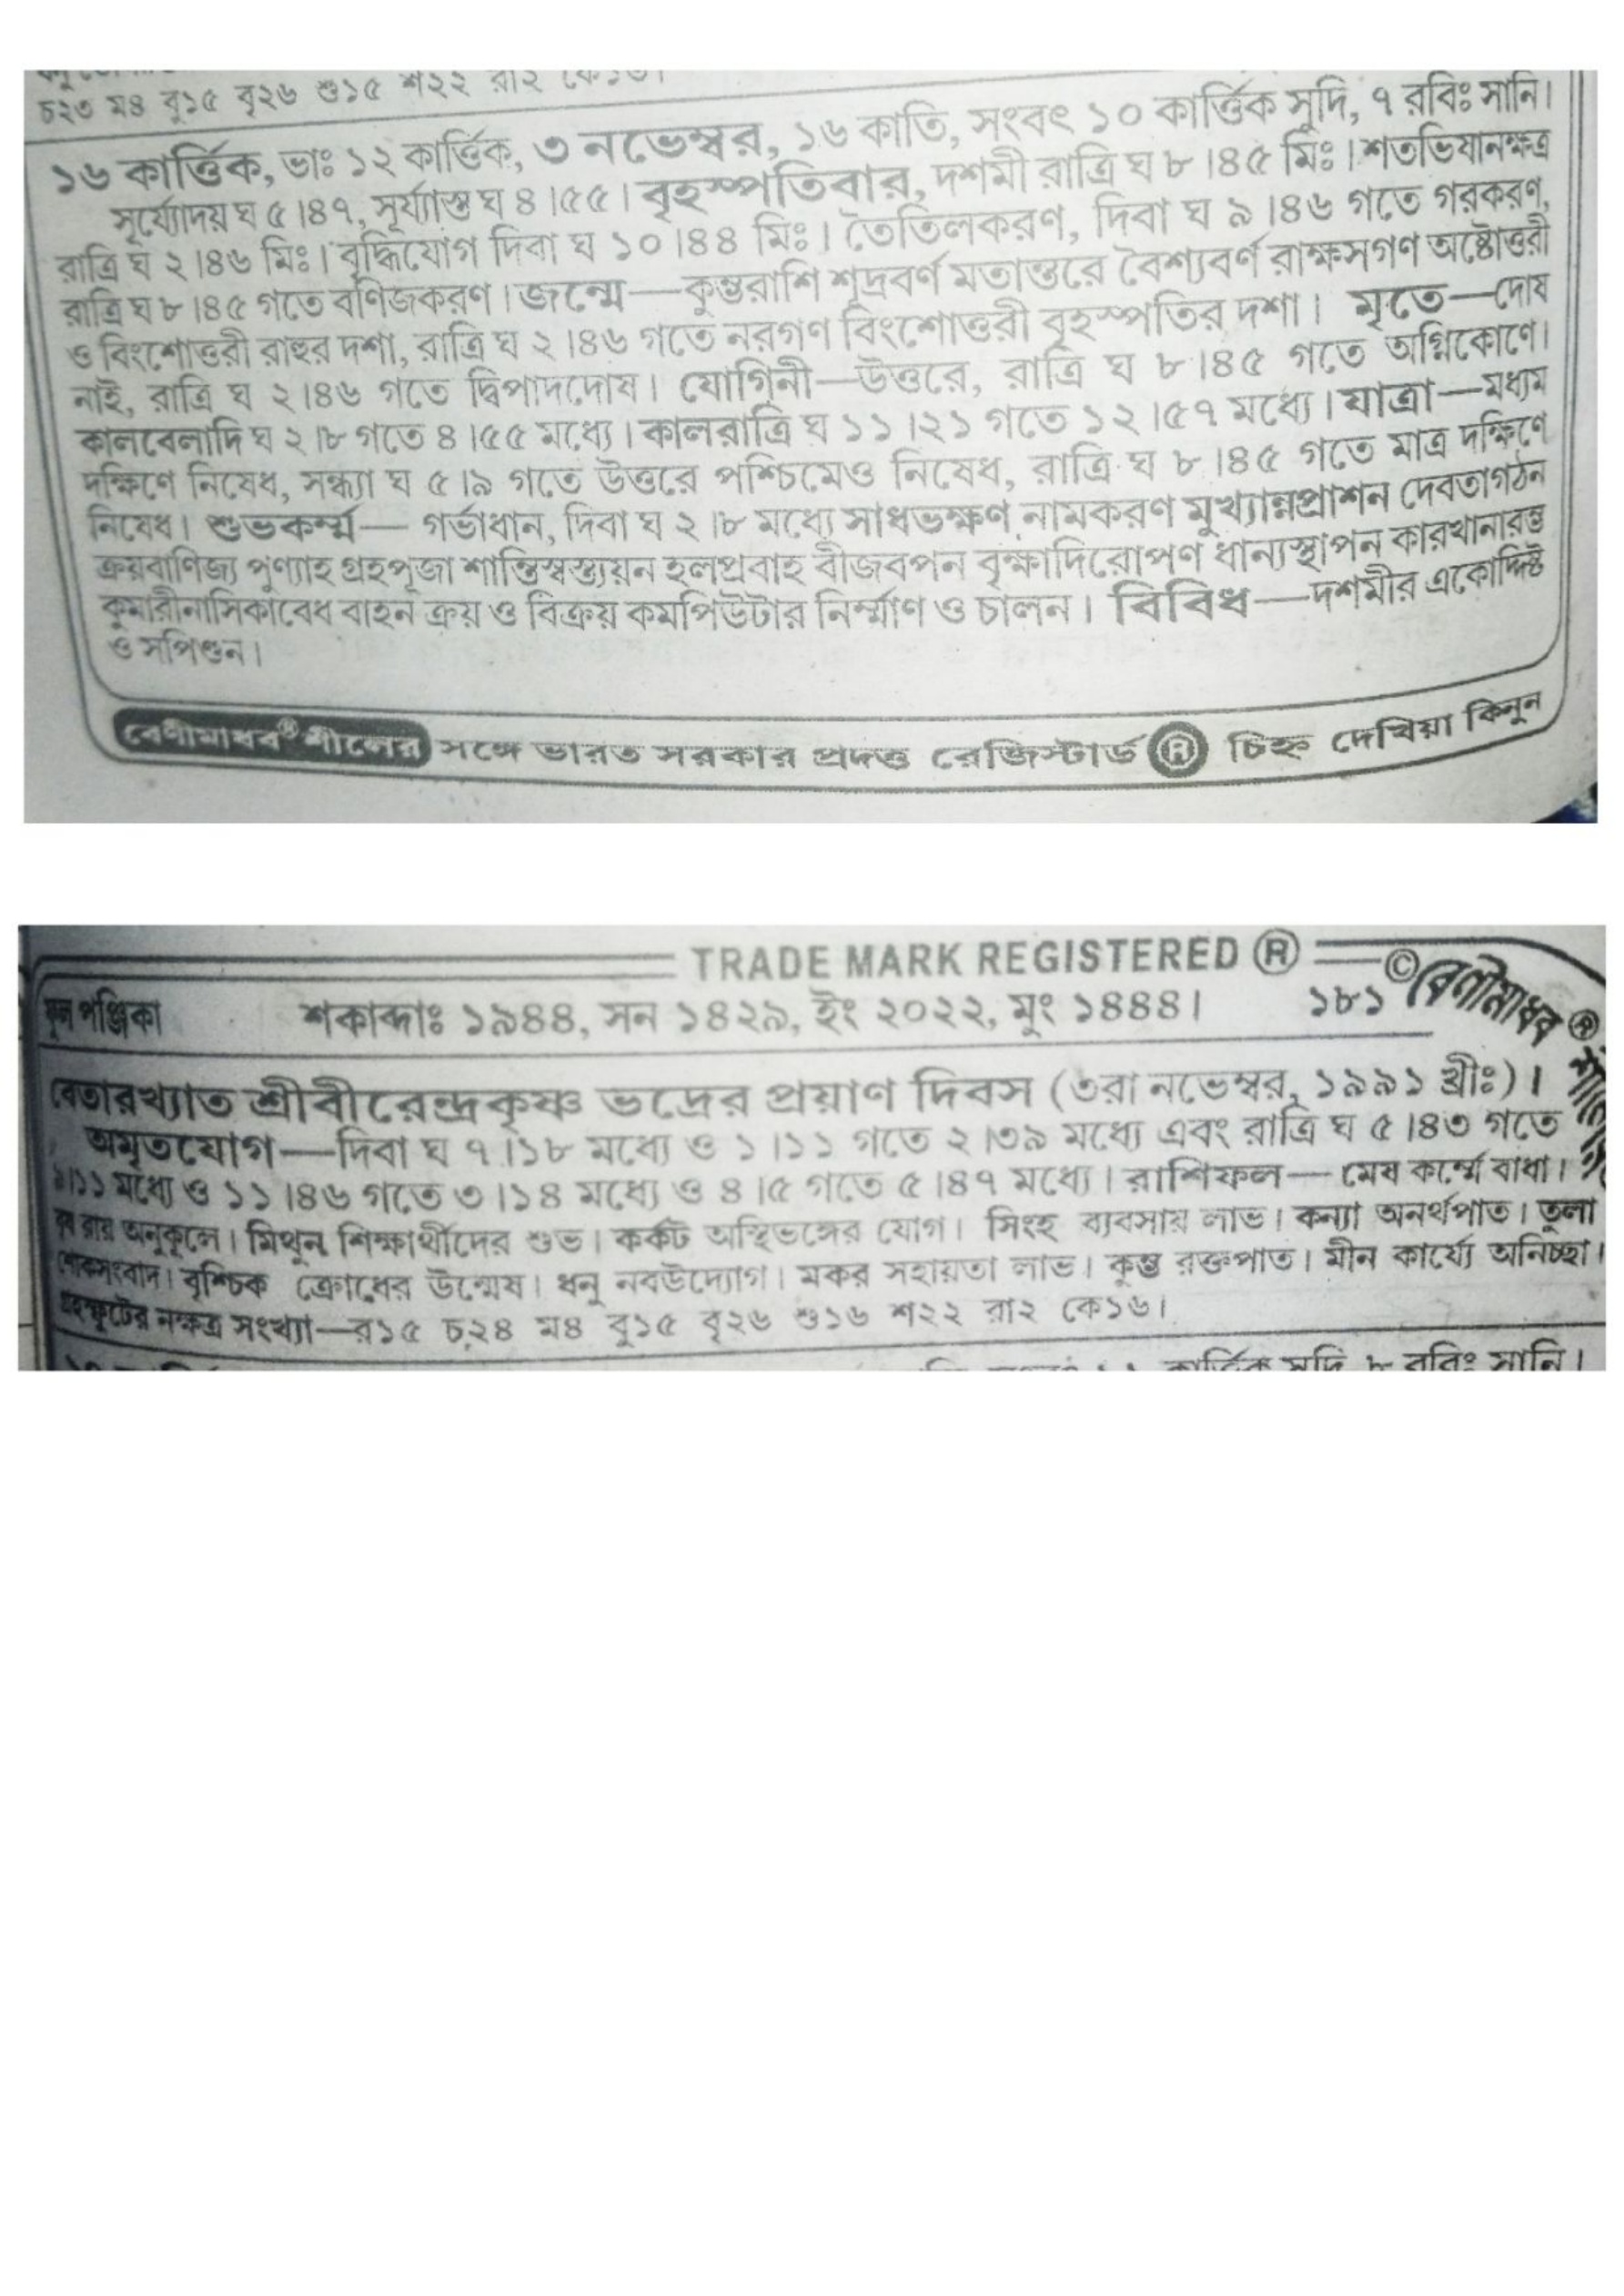 চ২৩ ম৪ বু১৫ বৃ২৬ শু১৫ শ২২ রা২ কে১৬।
১৬ কার্ত্তিক, ভাঃ ১২ কার্ত্তিক, ৩ নভেম্বর, ১৬ কাতি, সংবৎ ১০ কার্ত্তিক সুদি, ৭ রবিঃ সানি।
সূর্য্যোদয় ঘ ৫।৪৭, সূর্য্যাস্ত ঘ ৪।৫৫। বৃহস্পতিবার, দশমী রাত্রি ঘ ৮।৪৫ মিঃ। শতভিষানক্ষত্র
রাত্রি ঘ ২।৪৬ মিঃ। বৃদ্ধিযোগ দিবা ঘ ১০।৪৪ মিঃ। তৈতিলকরণ, দিবা ঘ ৯।৪৬ গতে গরকরণ,
রাত্রি ঘ ৮।৪৫ গতে বণিজকরণ। জন্মে—কুম্ভরাশি শূদ্রবর্ণ মতান্তরে বৈশ্যবর্ণ রাক্ষসগণ অষ্টোত্তরী
ও বিংশোত্তরী রাহুর দশা, রাত্রি ঘ ২।৪৬ গতে নরগণ বিংশোত্তরী বৃহস্পতির দশা। মৃতে—দোষ
নাই, রাত্রি ঘ ২।৪৬ গতে দ্বিপাদদোষ। যোগিনী—উত্তরে, রাত্রি ঘ ৮।৪৫ গতে অগ্নিকোণে।
কালবেলাদি ঘ ২।৮ গতে ৪।৫৫ মধ্যে। কালরাত্রি ঘ ১১।২১ গতে ১২।৫৭ মধ্যে। যাত্রা—মধ্যম
দক্ষিণে নিষেধ, সন্ধ্যা ঘ ৫।৯ গতে উত্তরে পশ্চিমেও নিষেধ, রাত্রি ঘ ৮।৪৫ গতে মাত্র দক্ষিণে
নিষেধ। শুভকর্ম্ম— গর্ভাধান, দিবা ঘ ২।৮ মধ্যে সাধভক্ষণ নামকরণ মুখ্যান্নপ্রাশন দেবতাগঠন
ক্রয়বাণিজ্য পুণ্যাহ গ্রহপূজা শান্তিস্বস্ত্যয়ন হলপ্রবাহ বীজবপন বৃক্ষাদিরোপণ ধান্যস্থাপন কারখানারম্ভ
কুমারীনাসিকাবেধ বাহন ক্রয় ও বিক্রয় কমপিউটার নির্ম্মাণ ও চালন। বিবিধ—দশমীর একোদ্দিষ্ট
ও সপিণ্ডন।
বেণীমাধব® শীলের সঙ্গে ভারত সরকার প্রদত্ত রেজিস্টার্ড ® চিহ্ন দেখিয়া কিনুন
TRADE MARK REGISTERED ®
ফুল পঞ্জিকা শকাব্দাঃ ১৯৪৪, সন ১৪২৯, ইং ২০২২, মুং ১৪৪৪। ১৮১ © বেণীমাধব ®
বেতারখ্যাত শ্রীবীরেন্দ্রকৃষ্ণ ভদ্রের প্রয়াণ দিবস (৩রা নভেম্বর, ১৯৯১ খ্রীঃ)।
অমৃতযোগ—দিবা ঘ ৭।১৮ মধ্যে ও ১।১১ গতে ২।৩৯ মধ্যে এবং রাত্রি ঘ ৫।৪৩ গতে
৯।১১ মধ্যে ও ১১।৪৬ গতে ৩।১৪ মধ্যে ও ৪।৫ গতে ৫।৪৭ মধ্যে। রাশিফল— মেষ কর্ম্মে বাধা।
বৃষ রায় অনুকূলে। মিথুন শিক্ষার্থীদের শুভ। কর্কট অস্থিভঙ্গের যোগ। সিংহ ব্যবসায় লাভ। কন্যা অনর্থপাত। তুলা
শোকসংবাদ। বৃশ্চিক ক্রোধের উন্মেষ। ধনু নবউদ্যোগ। মকর সহায়তা লাভ। কুম্ভ রক্তপাত। মীন কার্য্যে অনিচ্ছা।
গ্রহস্ফুটের নক্ষত্র সংখ্যা—র১৫ চ২৪ ম৪ বু১৫ বৃ২৬ শু১৬ শ২২ রা২ কে১৬।
কার্ত্তিক সুদি ৮ রবিঃ সানি।